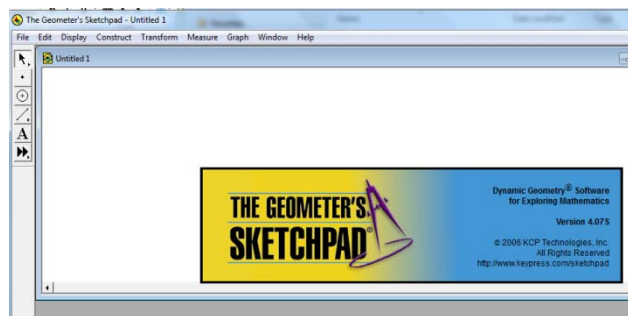 The Geometer's Sketchpad - Untitled 1
File Edit Display Construct Transform Measure Graph Window Help
Untitled 1
A
THE GEOMETER'S
SKETCHPAD®
Dynamic Geometry® Software
for Exploring Mathematics
Version 4.07S
© 2006 KCP Technologies, Inc.
All Rights Reserved
http://www.keypress.com/sketchpad